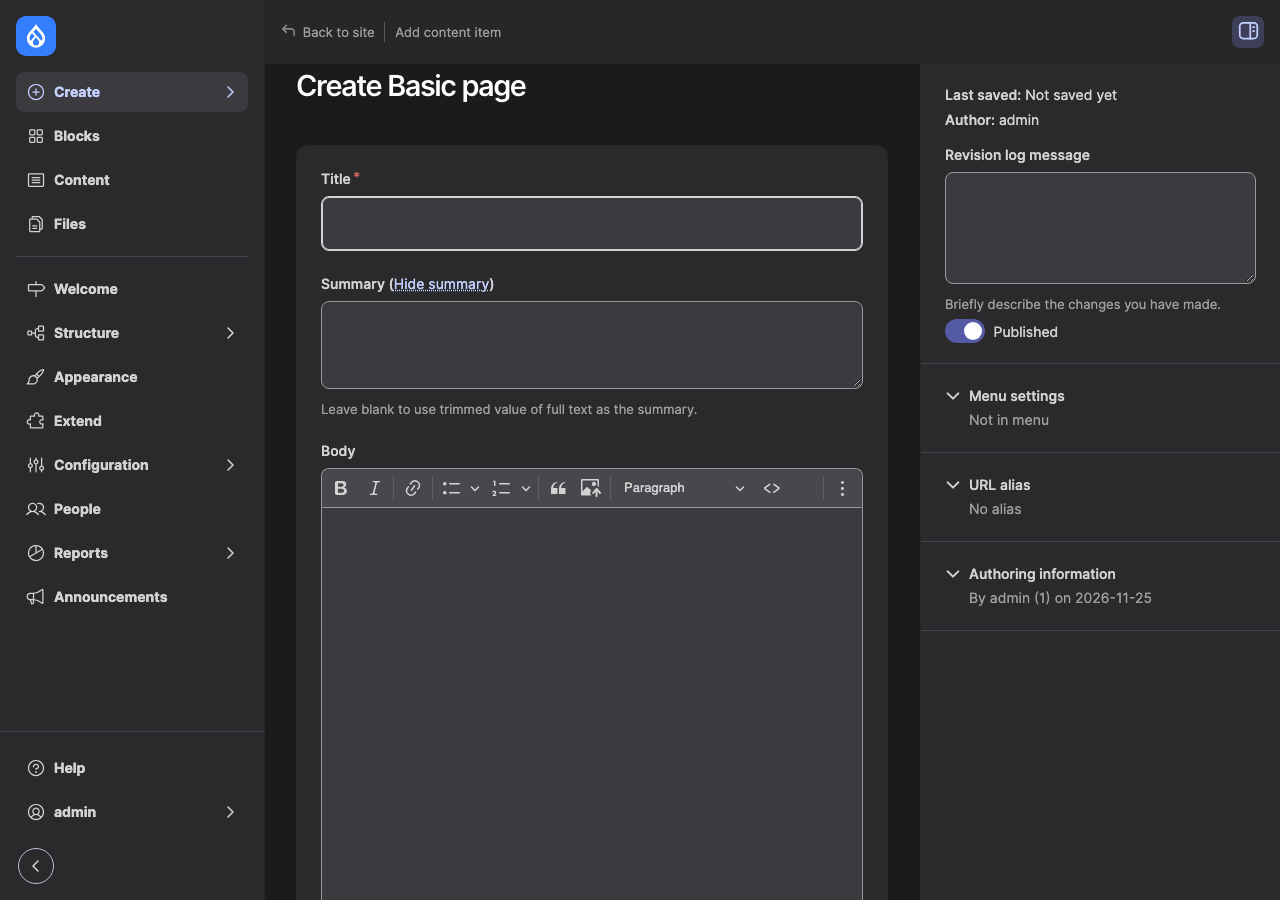 Create
Blocks
Content
Files
Welcome
Structure
Appearance
Extend
Configuration
People
Reports
Announcements
Help
admin
Back to site
Add content item
Create Basic page
Title*
Summary (Hide summary)
Leave blank to use trimmed value of full text as the summary.
Body
B I Paragraph
Last saved: Not saved yet
Author: admin
Revision log message
Briefly describe the changes you have made.
Published
Menu settings
Not in menu
URL alias
No alias
Authoring information
By admin (1) on 2026-11-25